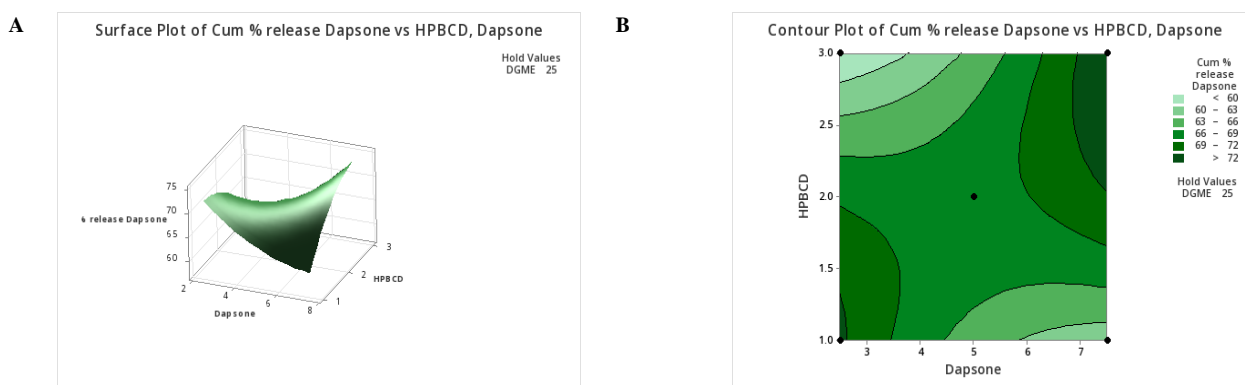 A
Surface Plot of Cum % release Dapsone vs HPBCD, Dapsone
Hold Values
DGME 25
75
70
65
60
% release Dapsone
2
4
6
8
Dapsone
1
2
3
HPBCD
B
Contour Plot of Cum % release Dapsone vs HPBCD, Dapsone
3.0
2.5
2.0
1.5
1.0
HPBCD
3 4 5 6 7
Dapsone
Cum %
release
Dapsone
< 60
60 – 63
63 – 66
66 – 69
69 – 72
> 72
Hold Values
DGME 25